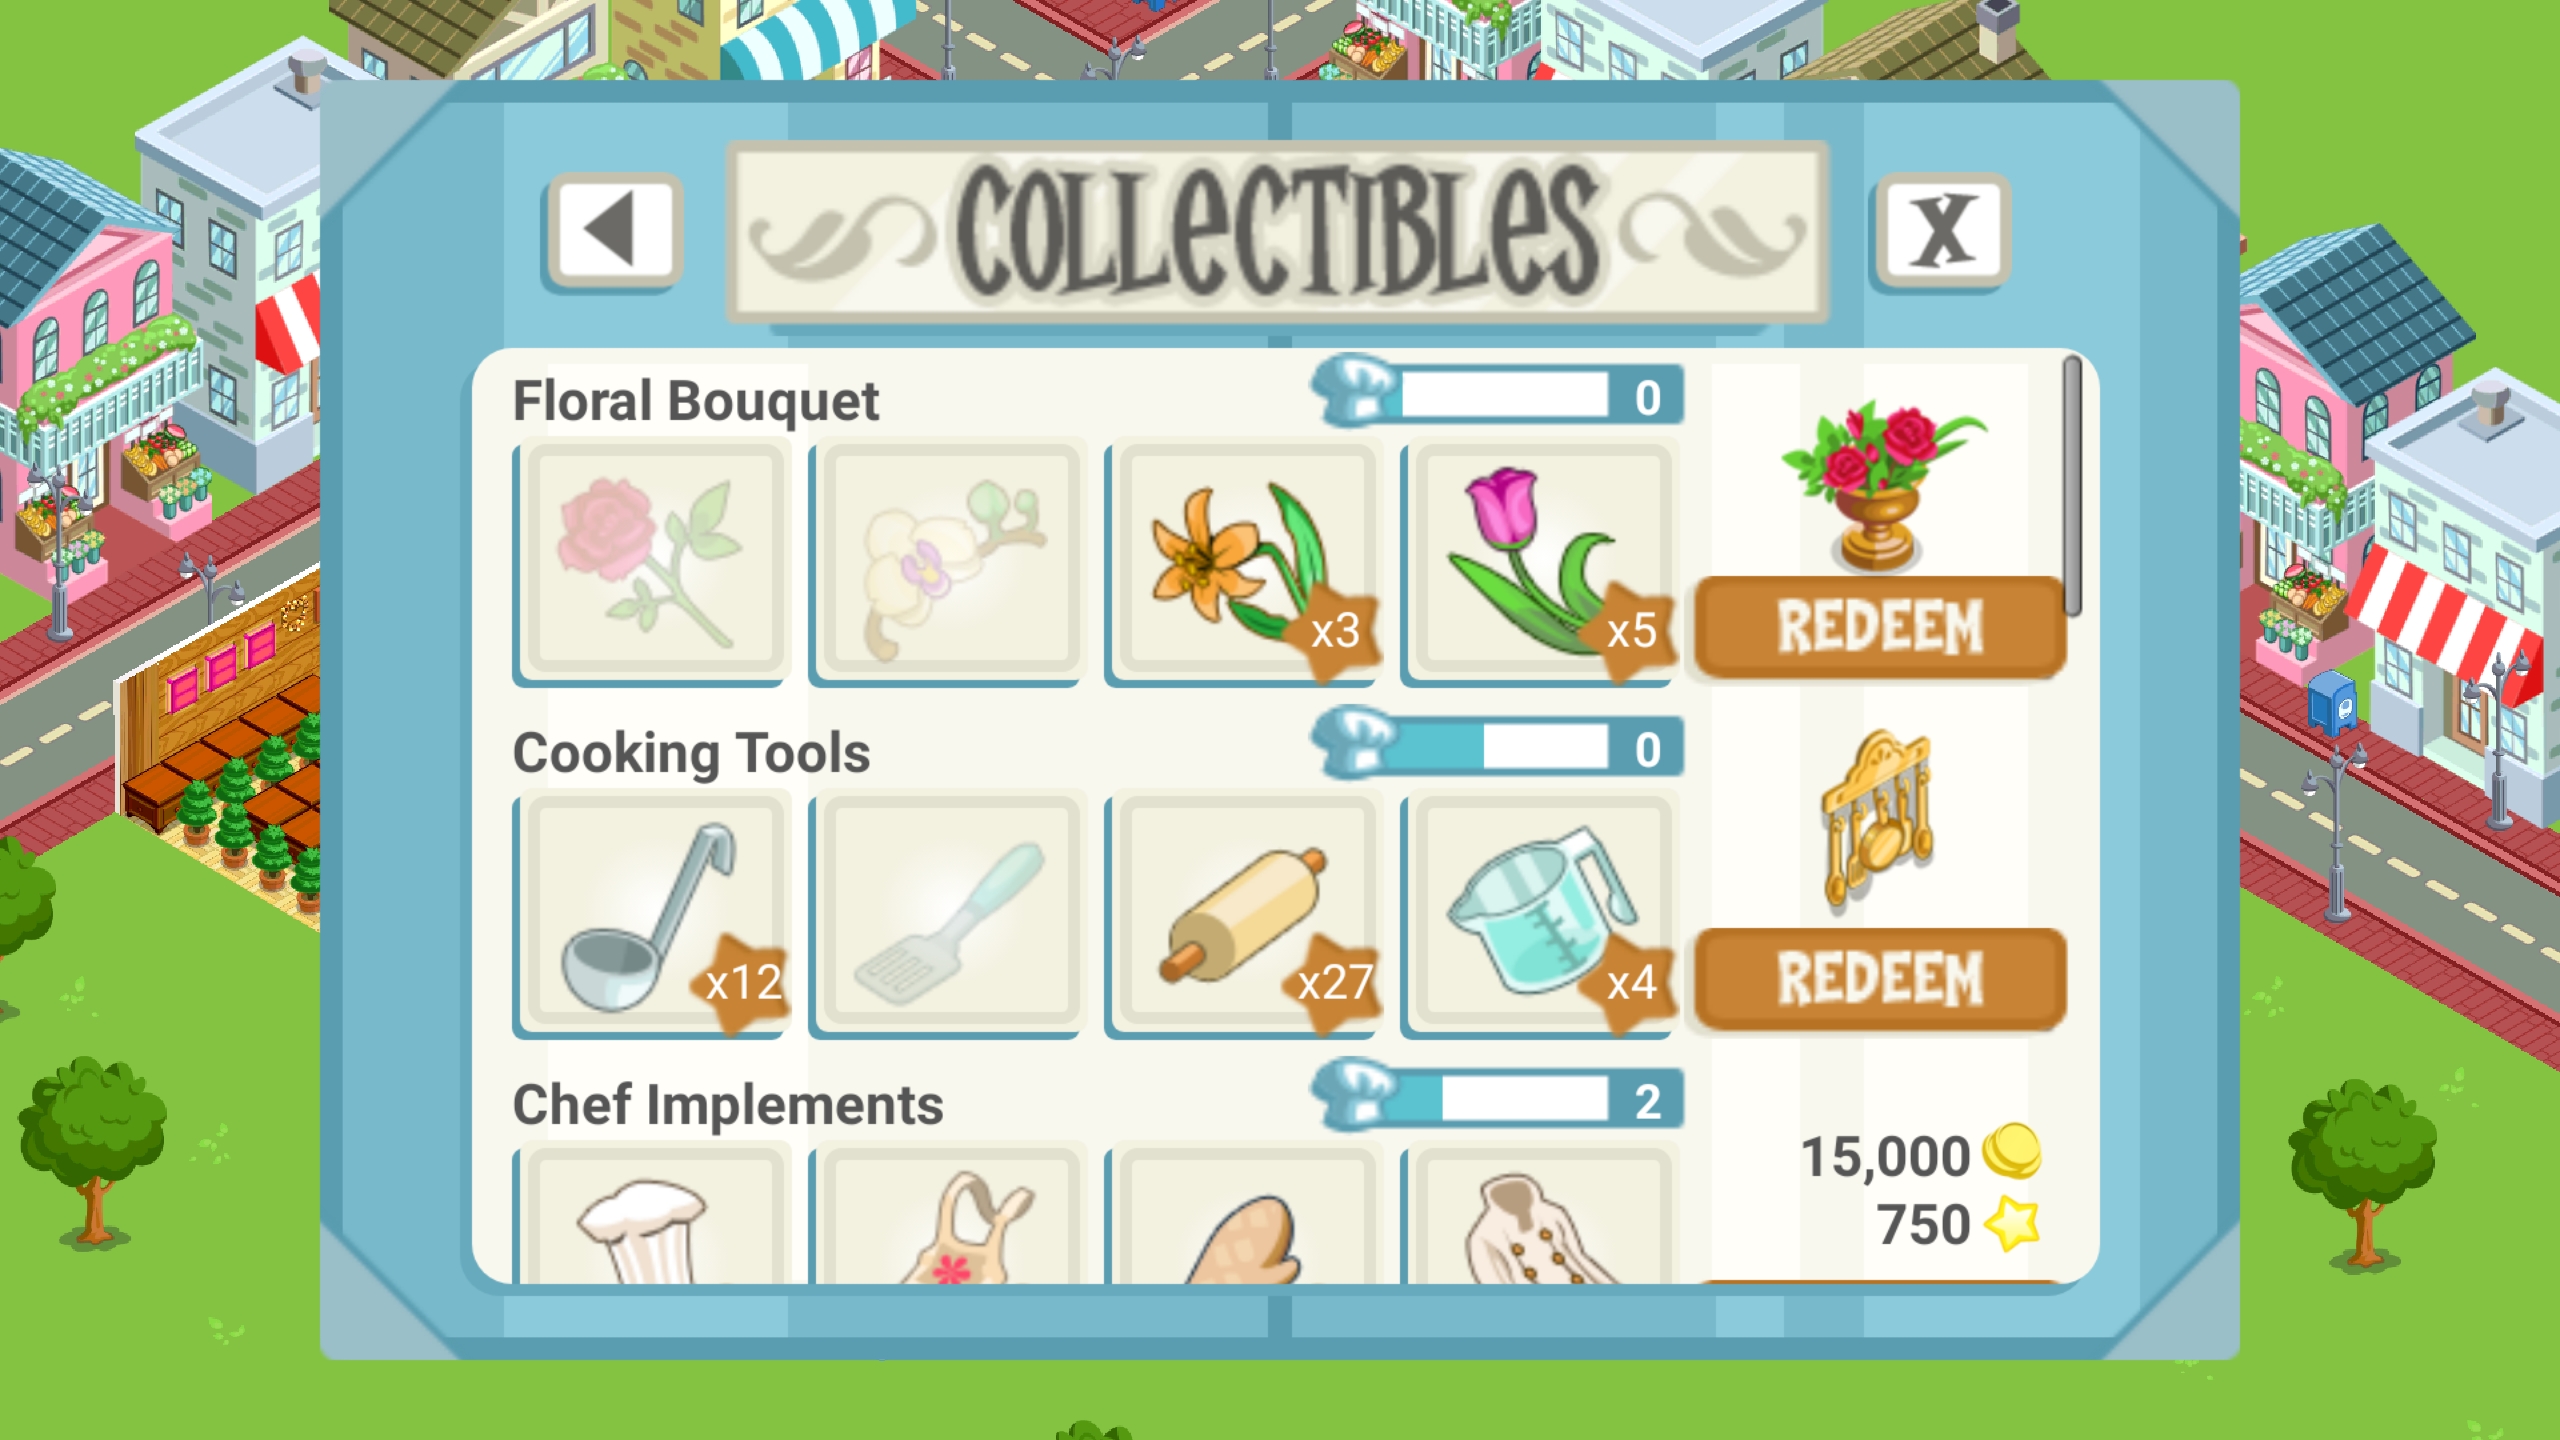 COLLECTIBLES
X
Floral Bouquet
0
x3
x5
REDEEM
Cooking Tools
0
x12
x27
x4
REDEEM
Chef Implements
2
15,000
750